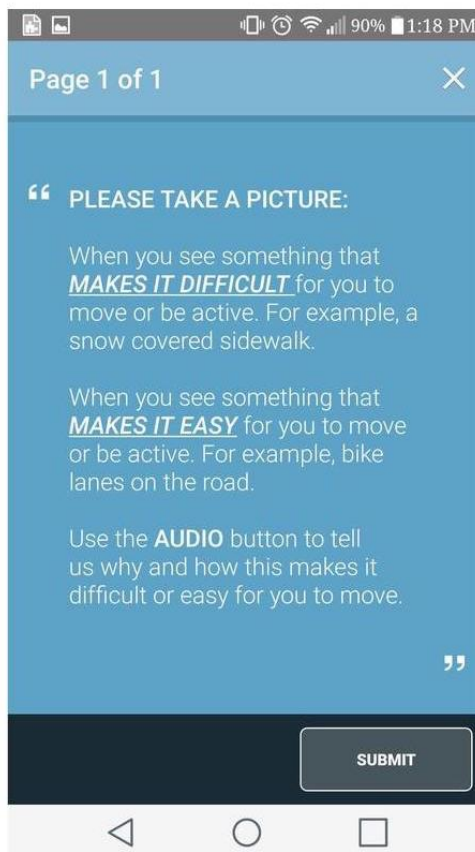 90% 1:18 PM
Page 1 of 1
“ PLEASE TAKE A PICTURE:
When you see something that
MAKES IT DIFFICULT for you to
move or be active. For example, a
snow covered sidewalk.
When you see something that
MAKES IT EASY for you to move
or be active. For example, bike
lanes on the road.
Use the AUDIO button to tell
us why and how this makes it
difficult or easy for you to move.
”
SUBMIT